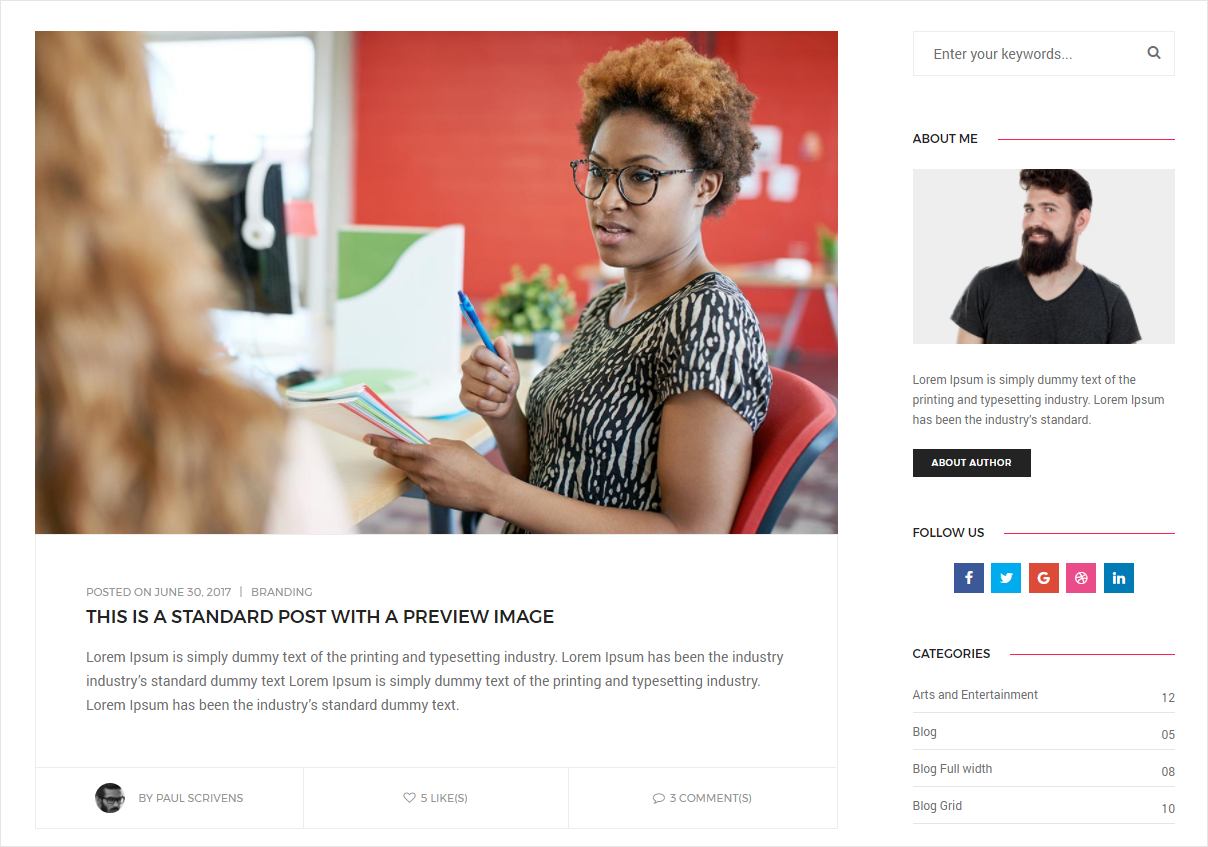 POSTED ON JUNE 30, 2017 | BRANDING
THIS IS A STANDARD POST WITH A PREVIEW IMAGE
Lorem Ipsum is simply dummy text of the printing and typesetting industry. Lorem Ipsum has been the industry
industry’s standard dummy text Lorem Ipsum is simply dummy text of the printing and typesetting industry.
Lorem Ipsum has been the industry’s standard dummy text.
BY PAUL SCRIVENS
5 LIKE(S)
3 COMMENT(S)
Enter your keywords...
ABOUT ME
Lorem Ipsum is simply dummy text of the
printing and typesetting industry. Lorem Ipsum
has been the industry's standard.
ABOUT AUTHOR
FOLLOW US
CATEGORIES
Arts and Entertainment 12
Blog 05
Blog Full width 08
Blog Grid 10